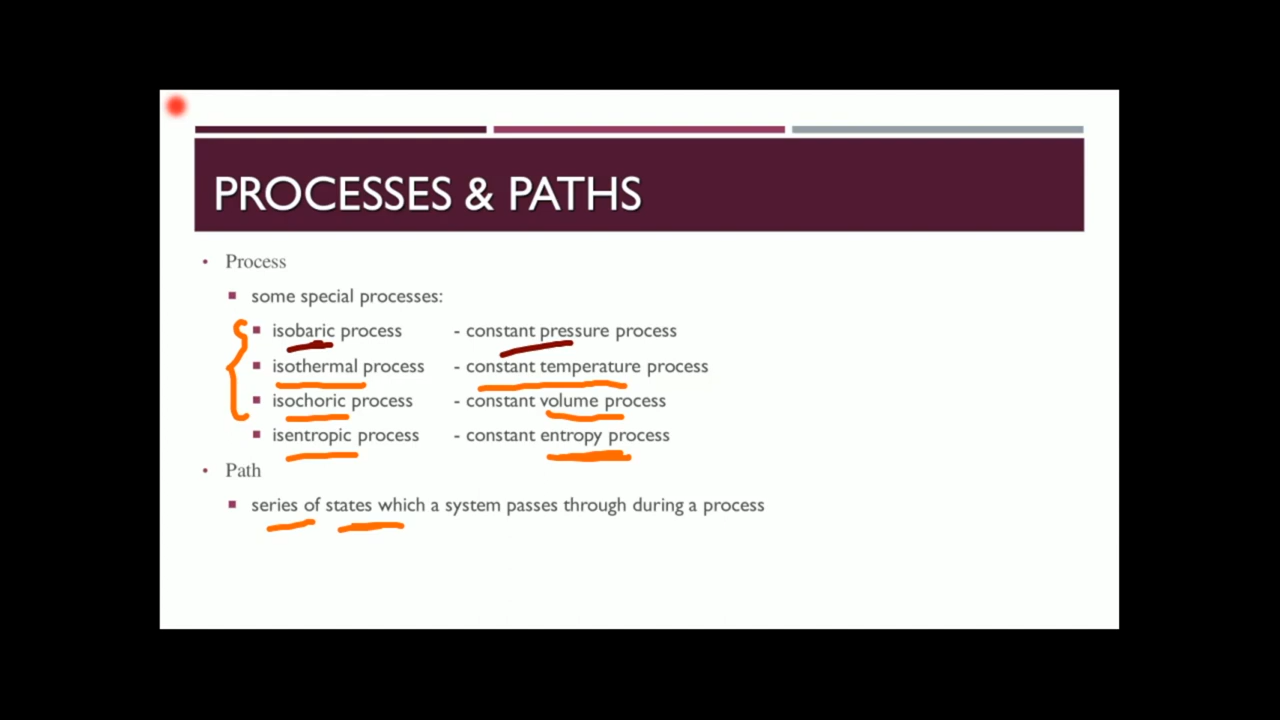 PROCESSES & PATHS
• Process
▪ some special processes:
▪ isobaric process - constant pressure process
▪ isothermal process - constant temperature process
▪ isochoric process - constant volume process
▪ isentropic process - constant entropy process
• Path
▪ series of states which a system passes through during a process